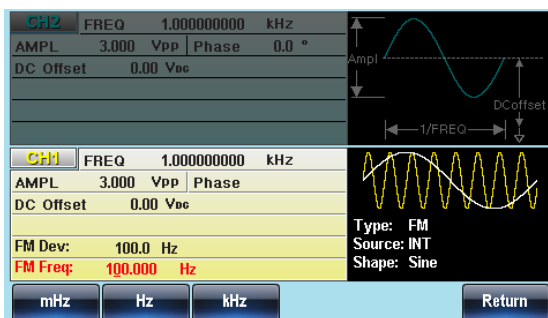 CH2 FREQ 1.000000000 kHz
AMPL 3.000 Vpp Phase 0.0 °
DC Offset 0.00 VDC
Ampl
DCoffset
1/FREQ
CH1 FREQ 1.000000000 kHz
AMPL 3.000 Vpp Phase
DC Offset 0.00 VDC
FM Dev: 100.0 Hz
FM Freq: 100.000 Hz
Type: FM
Source: INT
Shape: Sine
mHz Hz kHz Return